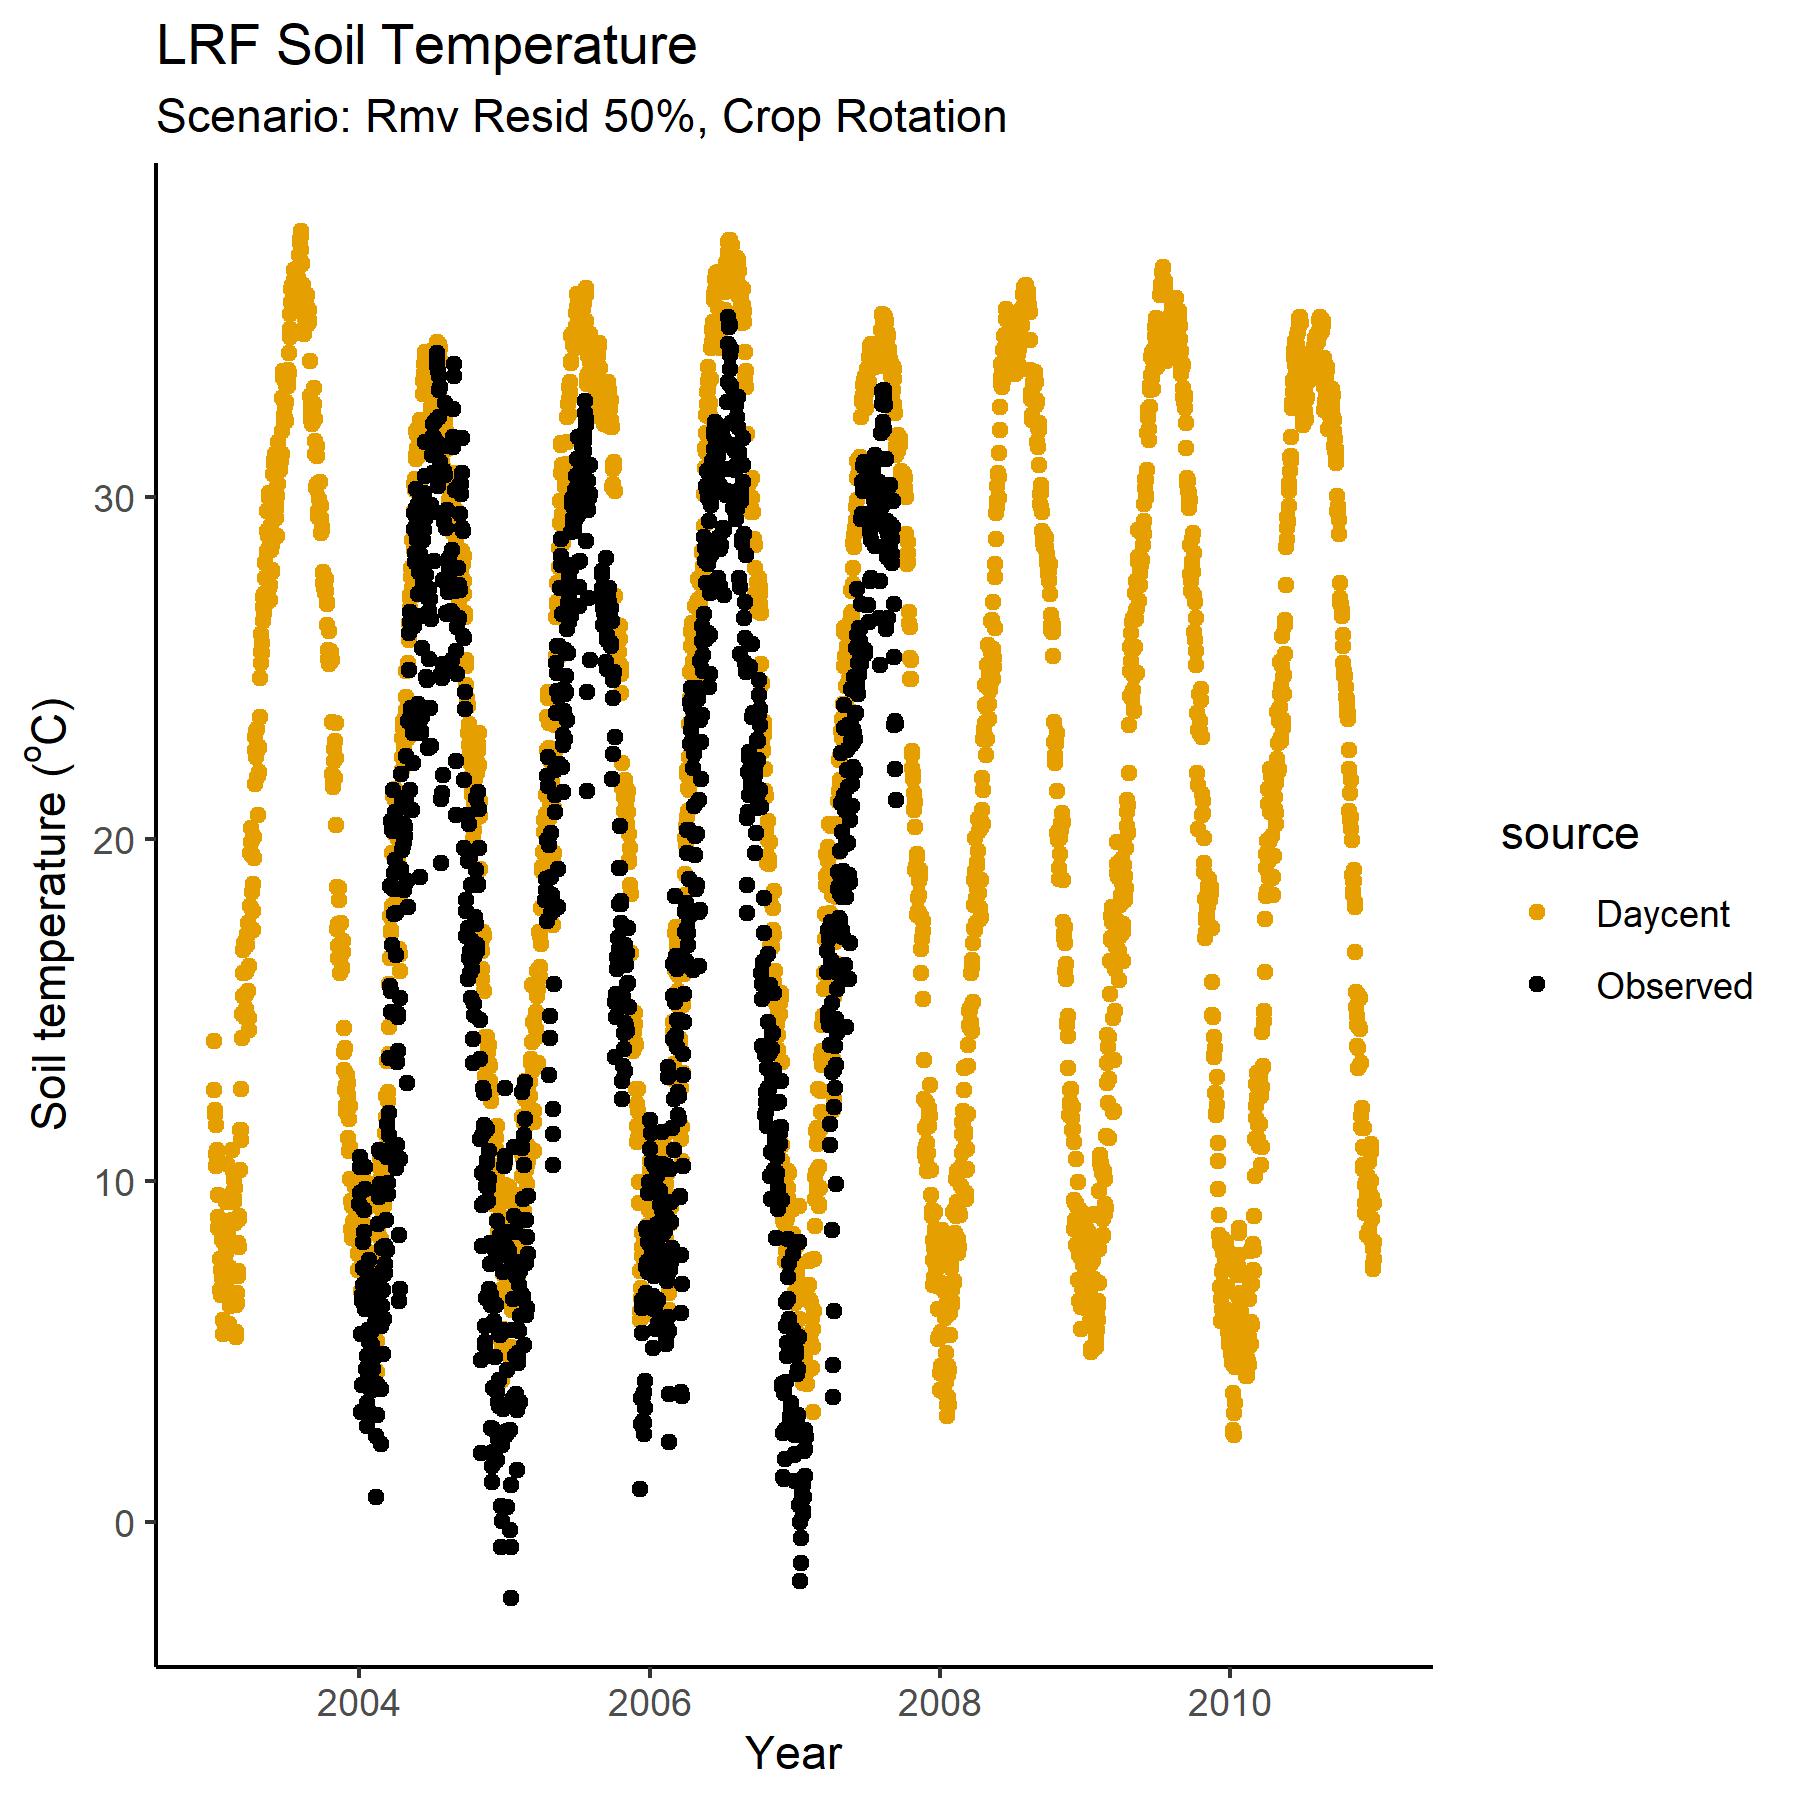 LRF Soil Temperature
Scenario: Rmv Resid 50%, Crop Rotation
Soil temperature (°C)
30
20
10
0
2004 2006 2008 2010
Year
source
Daycent
Observed